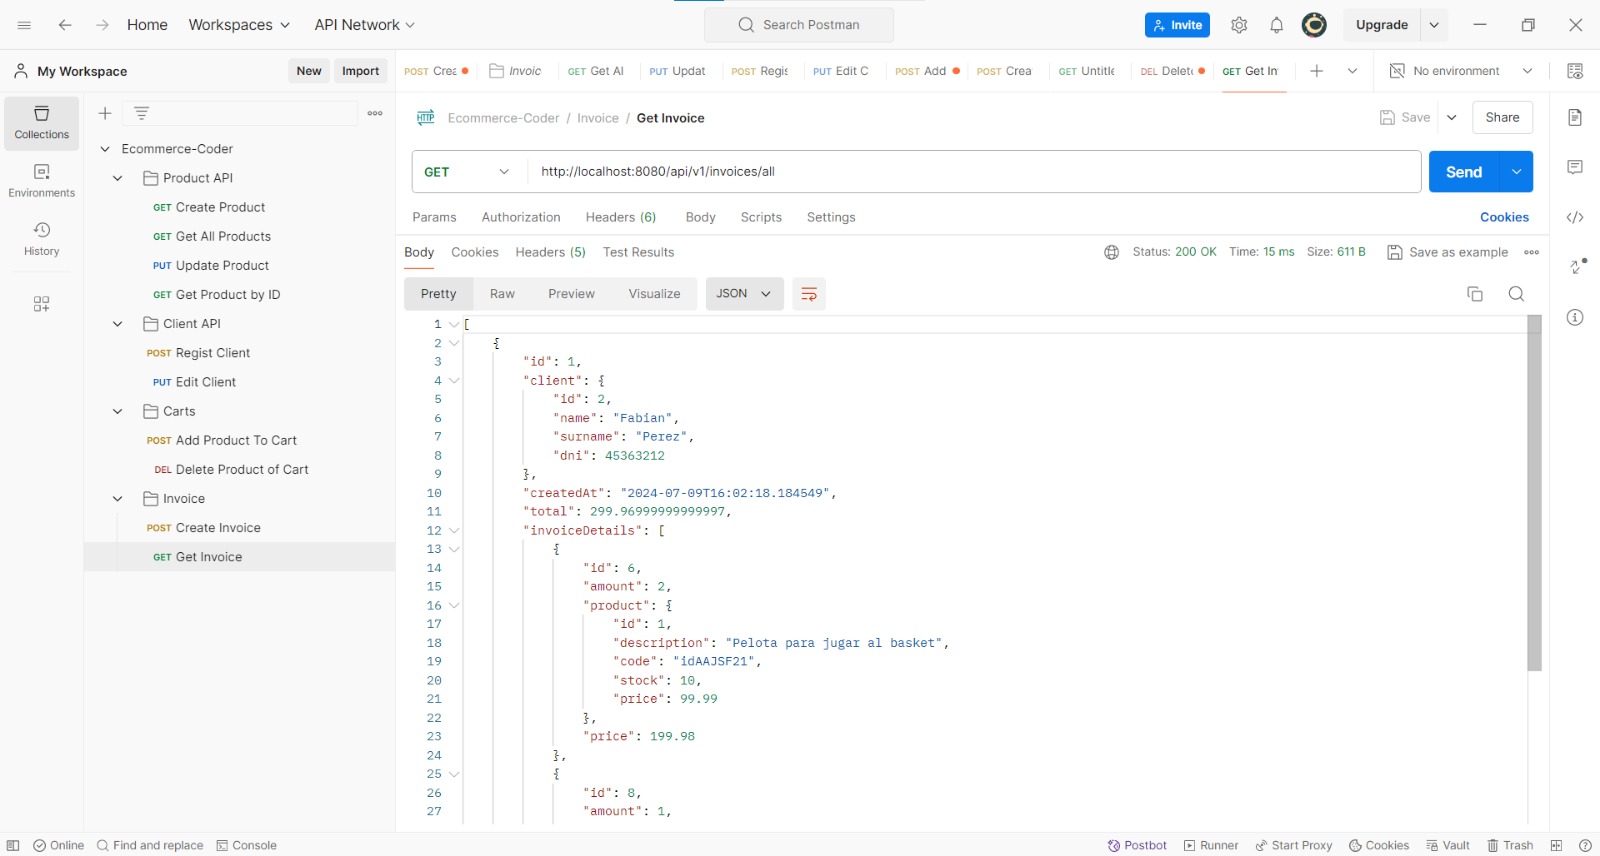 Home Workspaces API Network Search Postman Invite Upgrade
My Workspace New Import
POST Crea Invoic GET Get Al PUT Updat POST Regis PUT Edit C POST Add POST Crea GET Untitle DEL Delete GET Get In No environment
Collections
Environments
History
Ecommerce-Coder
Product API
GET Create Product
GET Get All Products
PUT Update Product
GET Get Product by ID
Client API
POST Regist Client
PUT Edit Client
Carts
POST Add Product To Cart
DEL Delete Product of Cart
Invoice
POST Create Invoice
GET Get Invoice
HTTP Ecommerce-Coder / Invoice / Get Invoice Save Share
GET http://localhost:8080/api/v1/invoices/all Send
Params Authorization Headers (6) Body Scripts Settings Cookies
Body Cookies Headers (5) Test Results Status: 200 OK Time: 15 ms Size: 611 B Save as example
Pretty Raw Preview Visualize JSON
1 [
2 {
3 "id": 1,
4 "client": {
5 "id": 2,
6 "name": "Fabian",
7 "surname": "Perez",
8 "dni": 45363212
9 },
10 "createdAt": "2024-07-09T16:02:18.184549",
11 "total": 299.96999999999997,
12 "invoiceDetails": [
13 {
14 "id": 6,
15 "amount": 2,
16 "product": {
17 "id": 1,
18 "description": "Pelota para jugar al basket",
19 "code": "idAAJSF21",
20 "stock": 10,
21 "price": 99.99
22 },
23 "price": 199.98
24 },
25 {
26 "id": 8,
27 "amount": 1,
Online Find and replace Console Postbot Runner Start Proxy Cookies Vault Trash